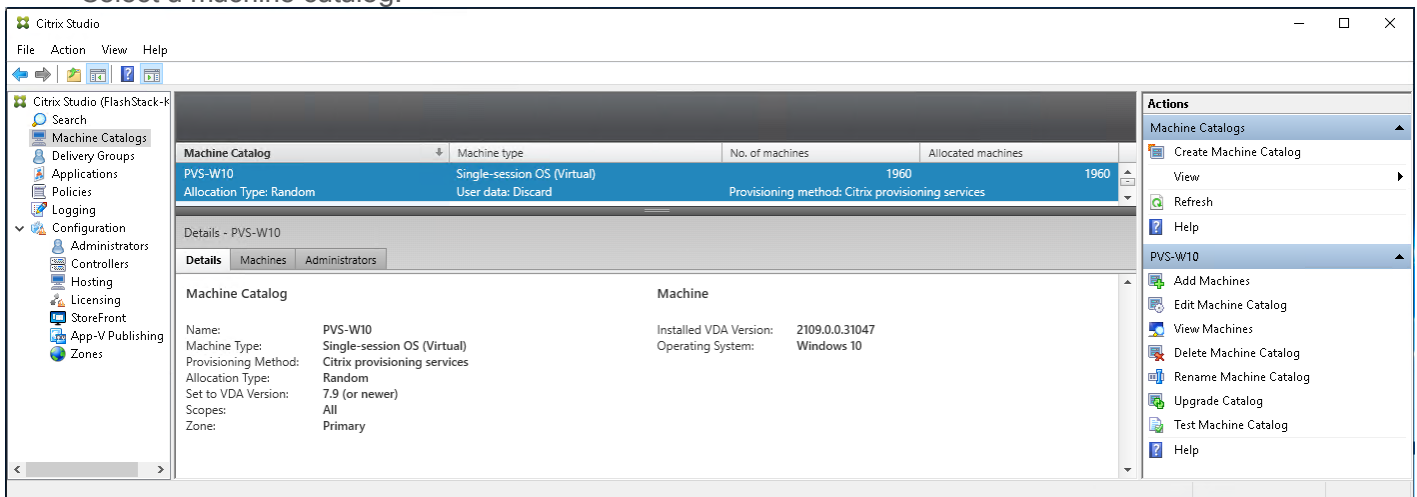 Select a machine catalog.
Citrix Studio
File Action View Help
Citrix Studio (FlashStack-K
Search
Machine Catalogs
Delivery Groups
Applications
Policies
Logging
Configuration
Administrators
Controllers
Hosting
Licensing
StoreFront
App-V Publishing
Zones
Machine Catalog Machine type No. of machines Allocated machines
PVS-W10 Single-session OS (Virtual) 1960 1960
Allocation Type: Random User data: Discard Provisioning method: Citrix provisioning services
Details - PVS-W10
Details Machines Administrators
Machine Catalog
Name: PVS-W10
Machine Type: Single-session OS (Virtual)
Provisioning Method: Citrix provisioning services
Allocation Type: Random
Set to VDA Version: 7.9 (or newer)
Scopes: All
Zone: Primary
Machine
Installed VDA Version: 2109.0.0.31047
Operating System: Windows 10
Actions
Machine Catalogs
Create Machine Catalog
View
Refresh
Help
PVS-W10
Add Machines
Edit Machine Catalog
View Machines
Delete Machine Catalog
Rename Machine Catalog
Upgrade Catalog
Test Machine Catalog
Help